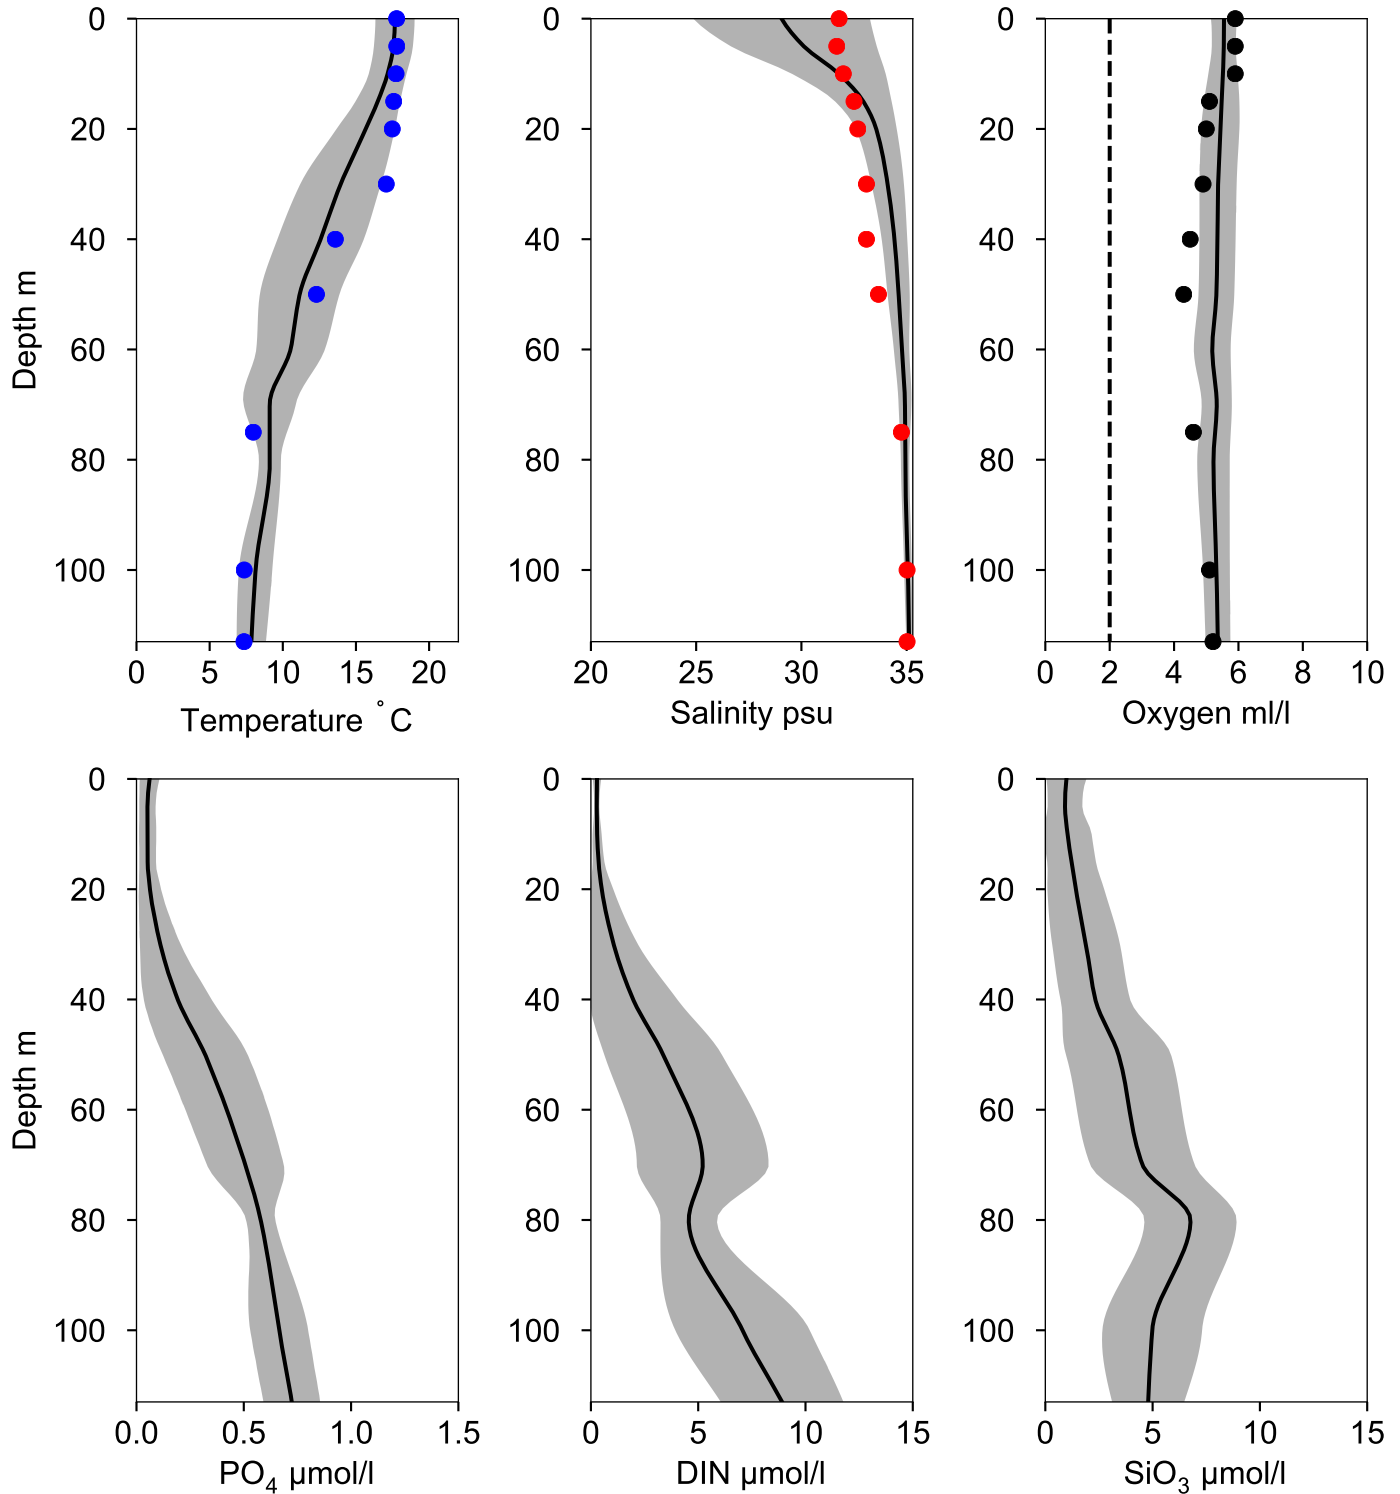 0
20
40
60
80
100
Depth m
0 5 10 15 20
Temperature °C
0
20
40
60
80
100
20 25 30 35
Salinity psu
0
20
40
60
80
100
0 2 4 6 8 10
Oxygen ml/l
0
20
40
60
80
100
Depth m
0.0 0.5 1.0 1.5
PO₄ µmol/l
0
20
40
60
80
100
0 5 10 15
DIN µmol/l
0
20
40
60
80
100
0 5 10 15
SiO₃ µmol/l